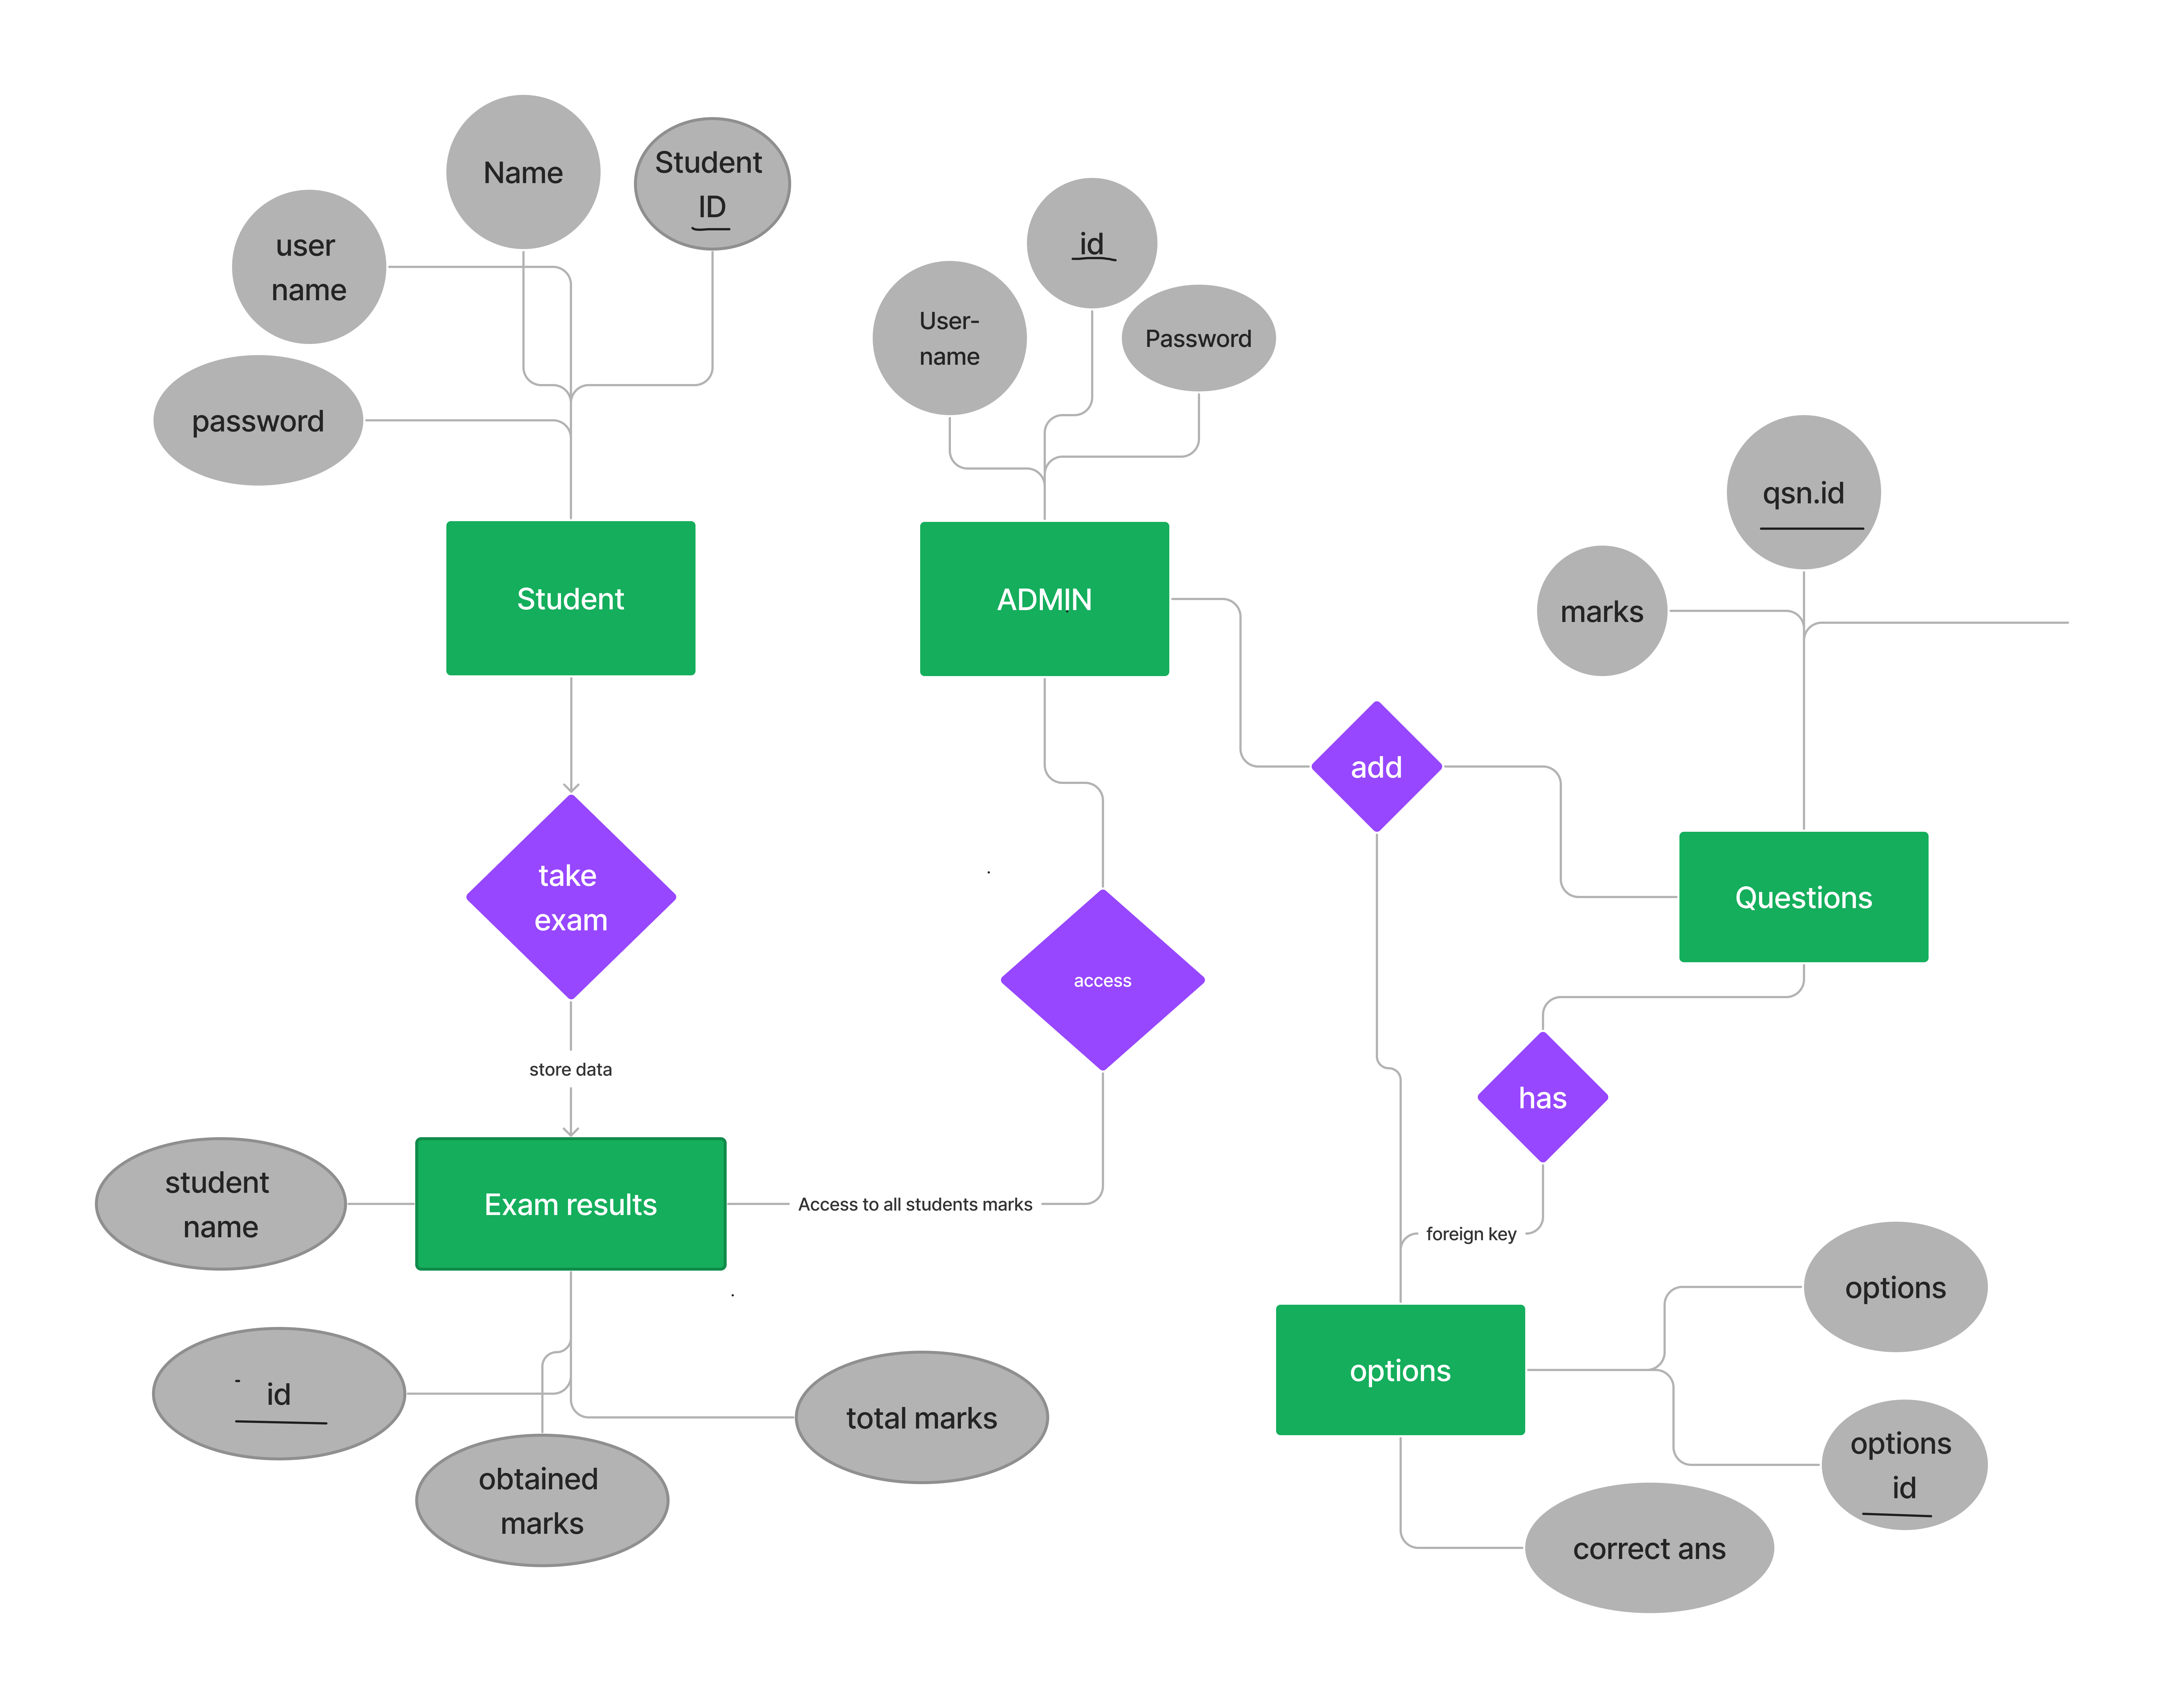 Name
Student
ID
user
name
id
User-
name
Password
password
qsn.id
Student
ADMIN
marks
add
take
exam
Questions
access
store data
has
student
name
Exam results
Access to all students marks
foreign key
options
options
id
total marks
options
id
obtained
marks
correct ans